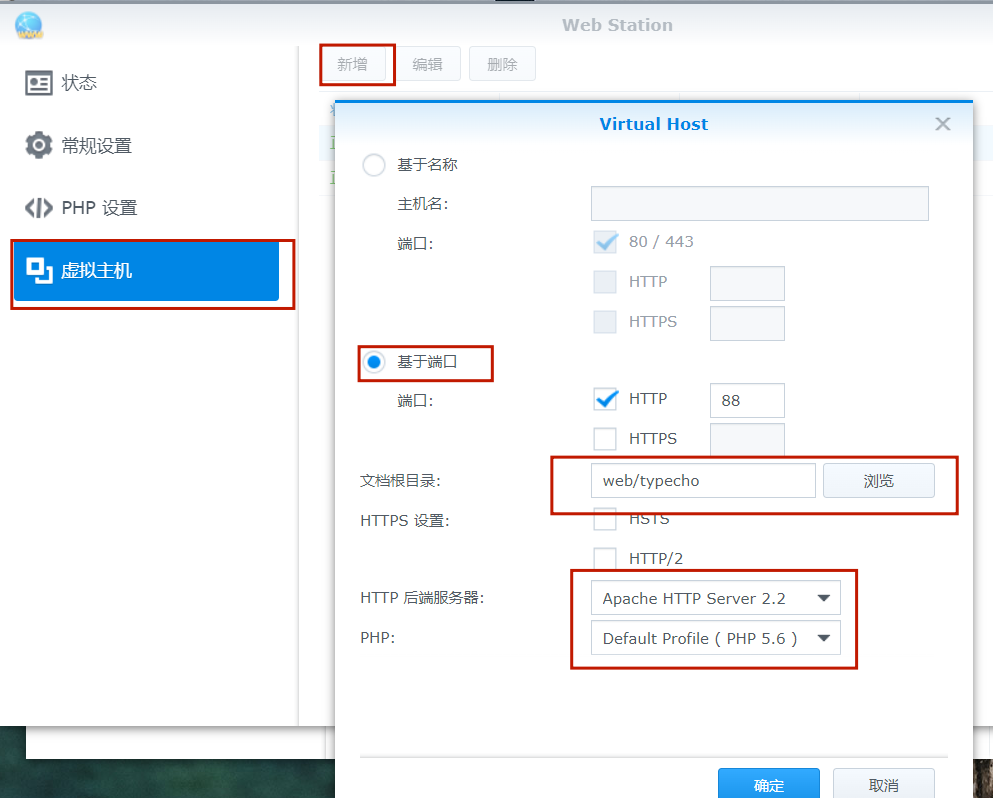 Web Station
状态
常规设置
PHP 设置
虚拟主机
新增 编辑 删除
Virtual Host
基于名称
主机名:
端口: 80 / 443
HTTP
HTTPS
基于端口
端口: HTTP 88
HTTPS
文档根目录: web/typecho 浏览
HTTPS 设置: HSTS
HTTP/2
HTTP 后端服务器: Apache HTTP Server 2.2
PHP: Default Profile ( PHP 5.6 )
确定 取消